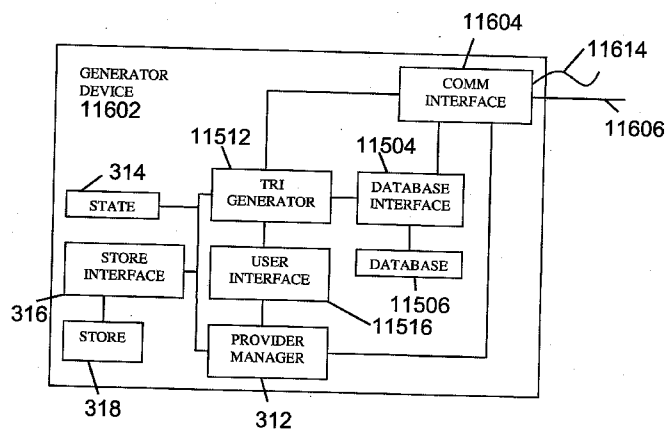 11604
11614
GENERATOR
DEVICE
11602
COMM
INTERFACE
11606
11512
11504
314
TRI
GENERATOR
DATABASE
INTERFACE
STATE
STORE
INTERFACE
USER
INTERFACE
DATABASE
316
11506
11516
STORE
PROVIDER
MANAGER
318
312